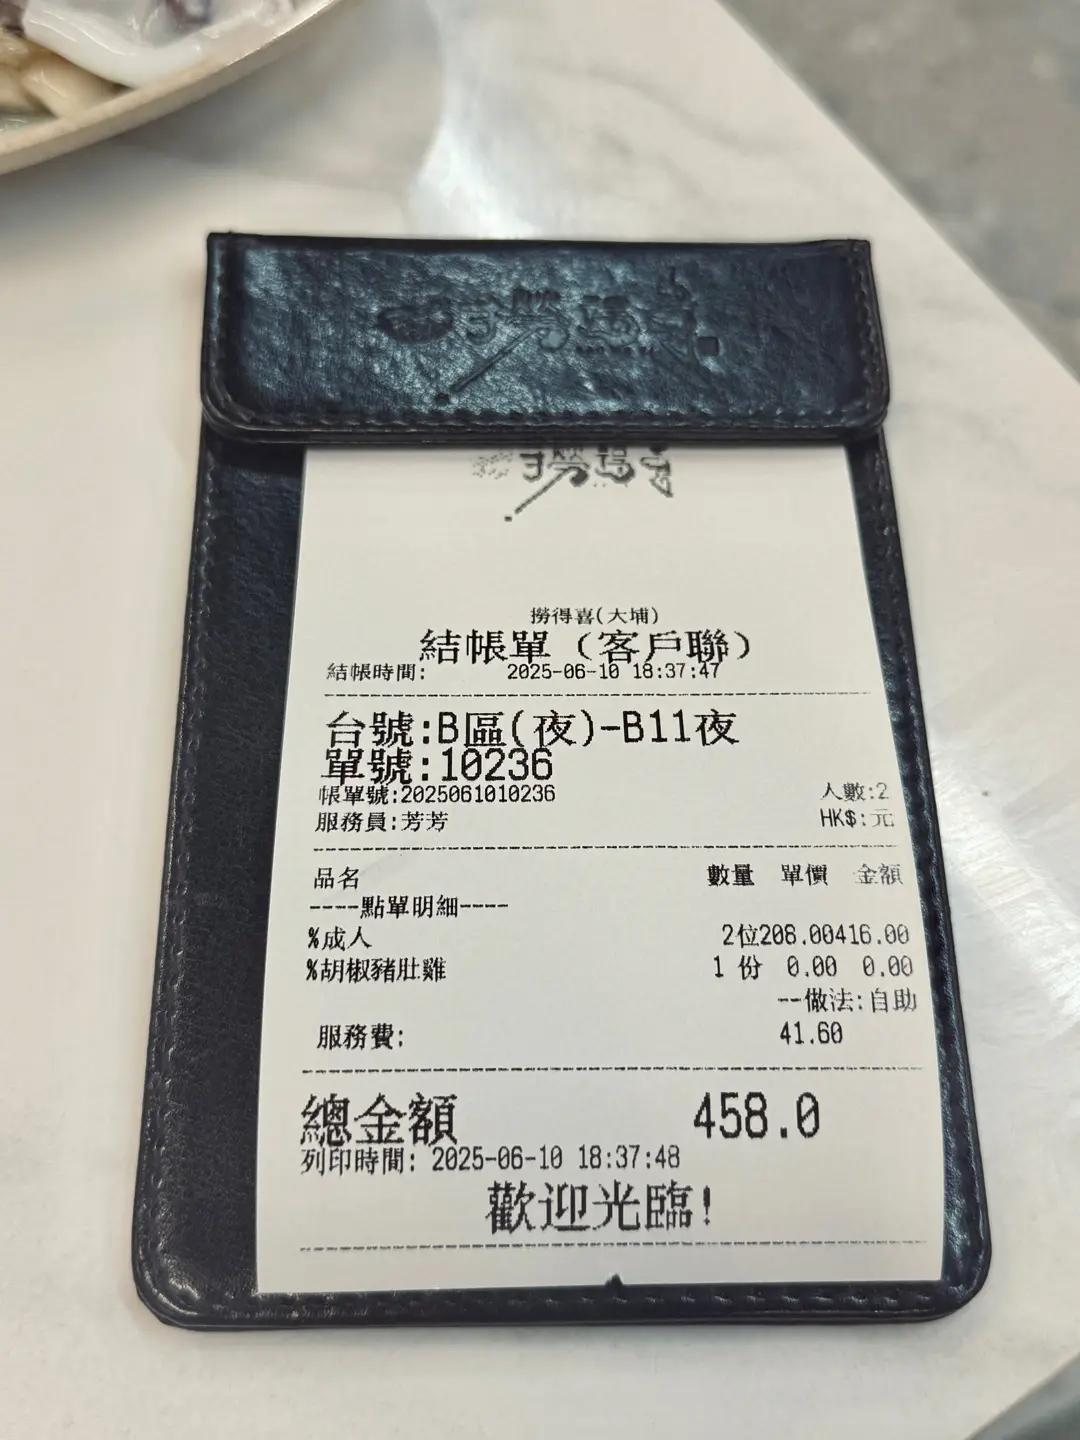 撈得喜(大埔)
結帳單（客戶聯）
結帳時間: 2025-06-10 18:37:47
台號:B區(夜)-B11夜
單號:10236
帳單號:2025061010236 人數:2
服務員:芳芳 HK$:元
品名 數量 單價 金額
----點單明細----
%成人 2位208.00416.00
%胡椒豬肚雞 1 份 0.00 0.00
--做法:自助
服務費: 41.60
總金額 458.0
列印時間: 2025-06-10 18:37:48
歡迎光臨!